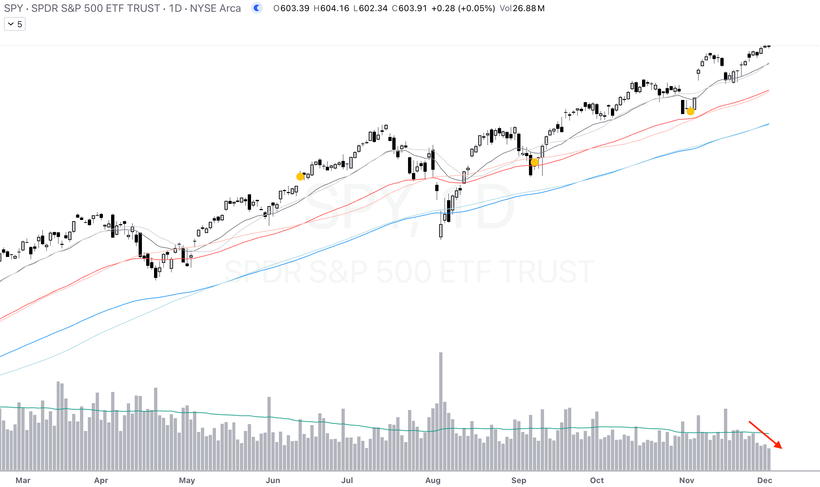 SPY · SPDR S&P 500 ETF TRUST · 1D · NYSE Arca O603.39 H604.16 L602.34 C603.91 +0.28 (+0.05%) Vol26.88M
5
SPY, 1D
SPDR S&P 500 ETF TRUST
Mar Apr May Jun Jul Aug Sep Oct Nov Dec